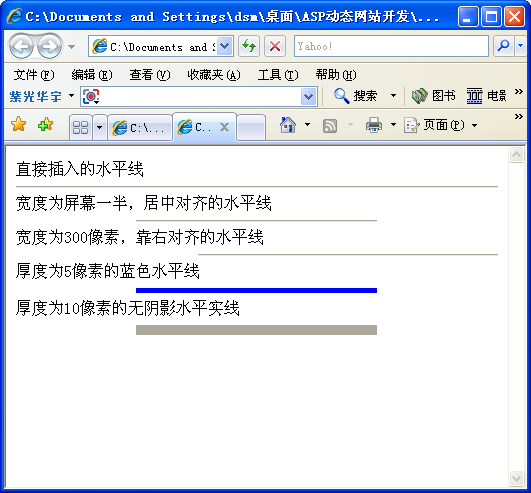 C:\Documents and Settings\dsm\桌面\ASP动态网站开发\...
C:\Documents and S
Yahoo!
文件(F) 编辑(E) 查看(V) 收藏夹(A) 工具(T) 帮助(H)
紫光华宇 搜索 图书 电影 »
C:\... C.. 页面(P) »
直接插入的水平线
宽度为屏幕一半，居中对齐的水平线
宽度为300像素，靠右对齐的水平线
厚度为5像素的蓝色水平线
厚度为10像素的无阴影水平实线